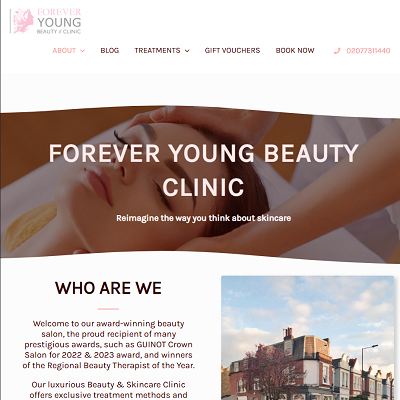 FOREVER
YOUNG
BEAUTY // CLINIC
ABOUT
BLOG
TREATMENTS
GIFT VOUCHERS
BOOK NOW
02077311440
FOREVER YOUNG BEAUTY
CLINIC
Reimagine the way you think about skincare
WHO ARE WE
Welcome to our award-winning beauty
salon, the proud recipient of many
prestigious awards, such as GUINOT Crown
Salon for 2022 & 2023 award, and winners
of the Regional Beauty Therapist of the Year.
Our luxurious Beauty & Skincare Clinic
offers exclusive treatment methods and